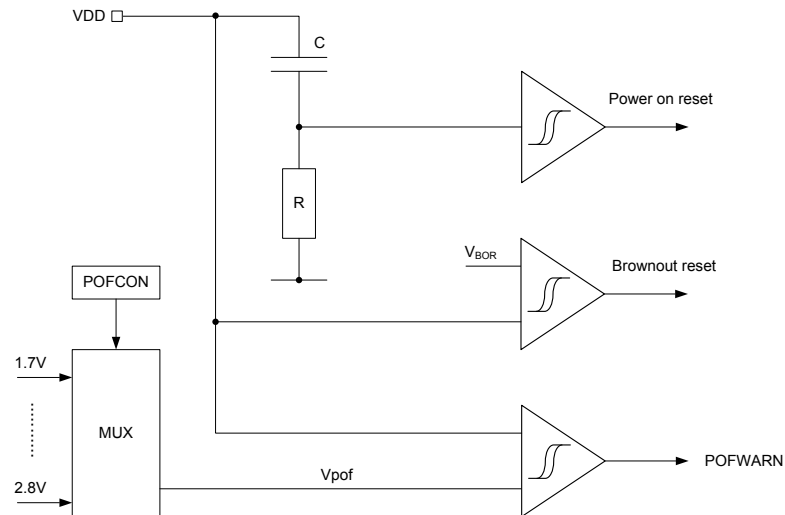 VDD
C
Power on reset
R
VBOR
Brownout reset
POFCON
1.7V
MUX
Vpof
POFWARN
2.8V